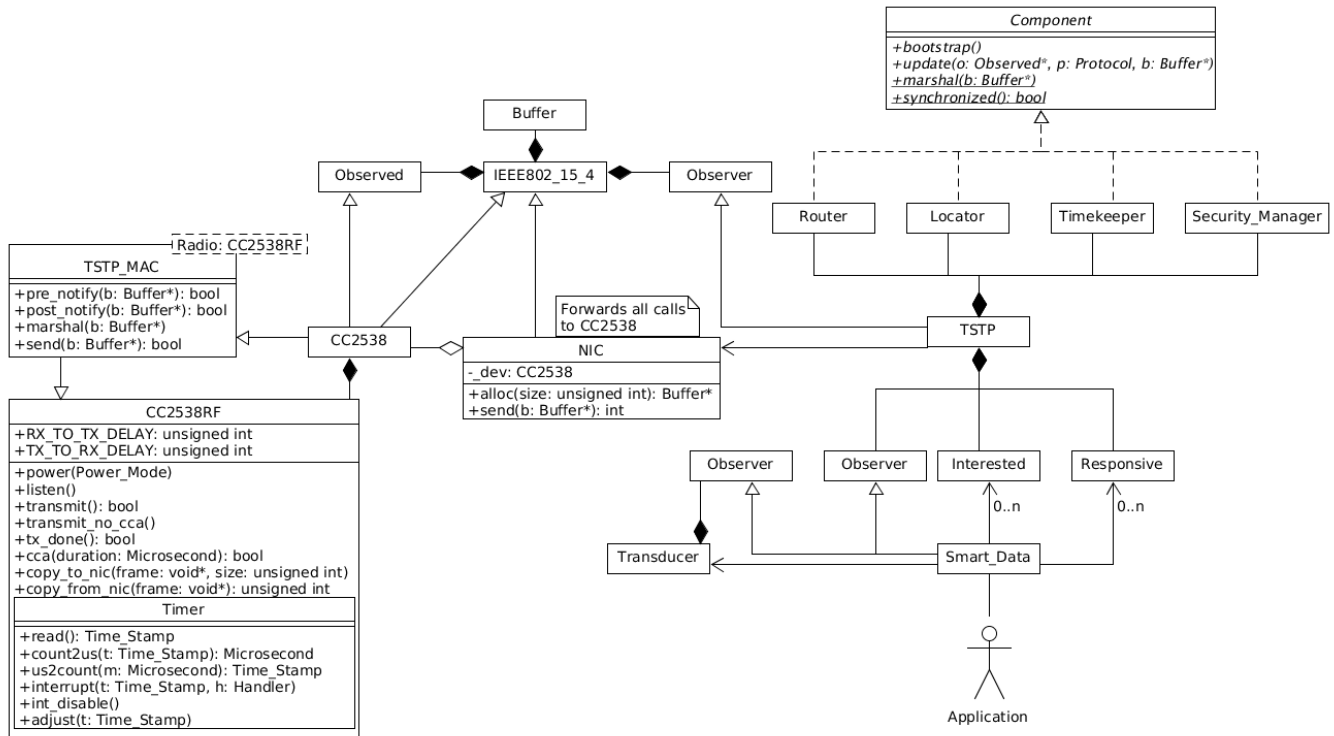 Component
+bootstrap()
+update(o: Observed*, p: Protocol, b: Buffer*)
+marshal(b: Buffer*)
+synchronized(): bool
Buffer
Observed
IEEE802_15_4
Observer
Router
Locator
Timekeeper
Security_Manager
Radio: CC2538RF
TSTP_MAC
+pre_notify(b: Buffer*): bool
+post_notify(b: Buffer*): bool
+marshal(b: Buffer*)
+send(b: Buffer*): bool
CC2538
Forwards all calls
to CC2538
NIC
-_dev: CC2538
+alloc(size: unsigned int): Buffer*
+send(b: Buffer*): int
TSTP
CC2538RF
+RX_TO_TX_DELAY: unsigned int
+TX_TO_RX_DELAY: unsigned int
+power(Power_Mode)
+listen()
+transmit(): bool
+transmit_no_cca()
+tx_done(): bool
+cca(duration: Microsecond): bool
+copy_to_nic(frame: void*, size: unsigned int)
+copy_from_nic(frame: void*): unsigned int
Timer
+read(): Time_Stamp
+count2us(t: Time_Stamp): Microsecond
+us2count(m: Microsecond): Time_Stamp
+interrupt(t: Time_Stamp, h: Handler)
+int_disable()
+adjust(t: Time_Stamp)
Observer
Observer
Interested
Responsive
0..n
0..n
Transducer
Smart_Data
Application